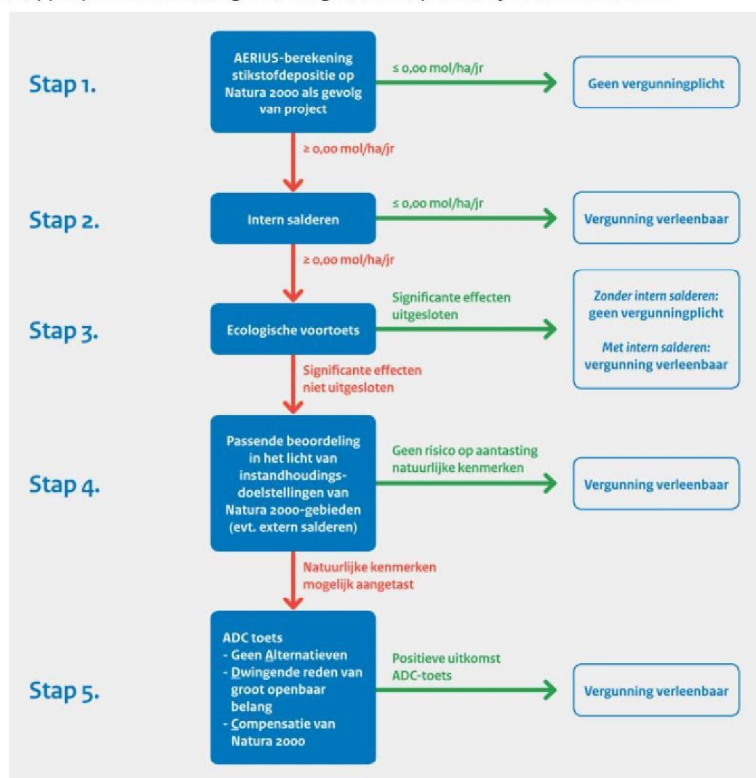 Stap 1.
AERIUS-berekening
stikstofdepositie op
Natura 2000 als gevolg
van project
≤ 0,00 mol/ha/jr
Geen vergunningplicht
≥ 0,00 mol/ha/jr
Stap 2.
Intern salderen
≤ 0,00 mol/ha/jr
Vergunning verleenbaar
≥ 0,00 mol/ha/jr
Stap 3.
Ecologische voortoets
Significante effecten
uitgesloten
Zonder intern salderen:
geen vergunningplicht
Met intern salderen:
vergunning verleenbaar
Significante effecten
niet uitgesloten
Stap 4.
Passende beoordeling
in het licht van
instandhoudings-
doelstellingen van
Natura 2000-gebieden
(evt. extern salderen)
Geen risico op aantasting
natuurlijke kenmerken
Vergunning verleenbaar
Natuurlijke kenmerken
mogelijk aangetast
Stap 5.
ADC toets
- Geen Alternatieven
- Dwingende reden van
groot openbaar
belang
- Compensatie van
Natura 2000
Positieve uitkomst
ADC-toets
Vergunning verleenbaar